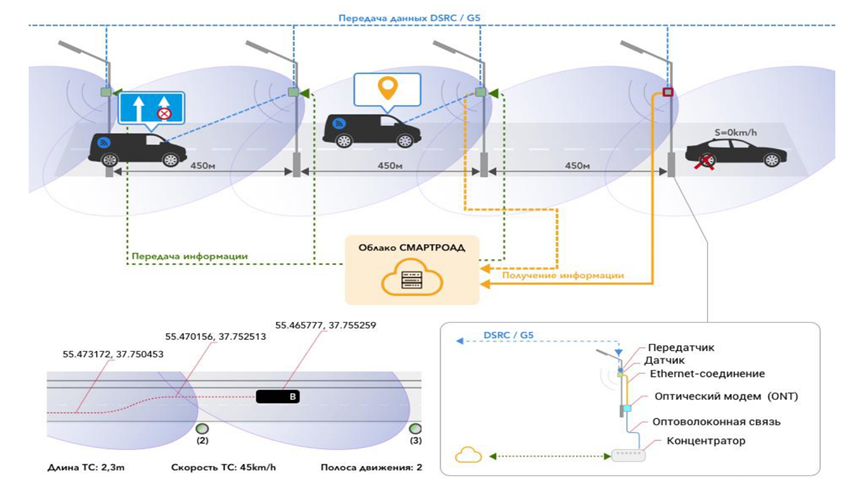 Передача данных DSRC / G5
S=0km/h
450м
450м
450м
Облако СМАРТРОАД
Передача информации
Получение информации
55.465777, 37.755259
55.470156, 37.752513
55.473172, 37.750453
B
(2)
(3)
Длина ТС: 2,3m
Скорость ТС: 45km/h
Полоса движения: 2
DSRC / G5
Передатчик
Датчик
Ethernet-соединение
Оптический модем (ONT)
Оптоволоконная связь
Концентратор